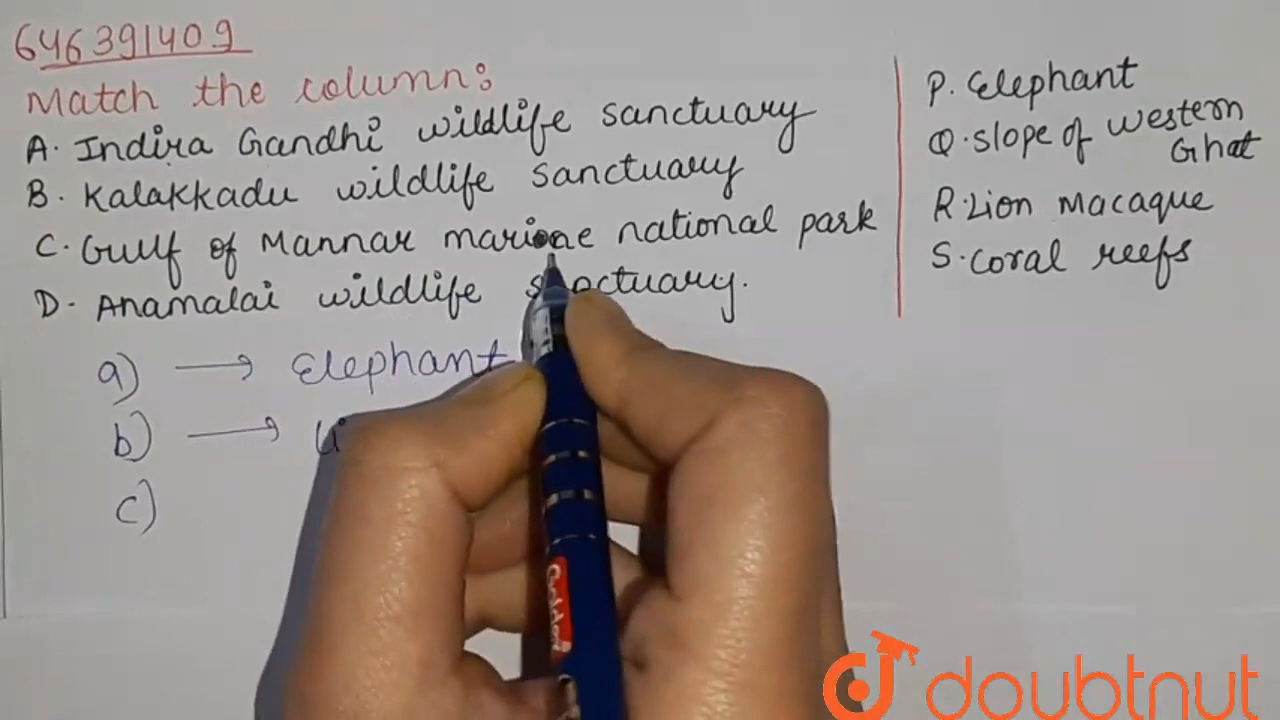 646391409
Match the column:
A. Indira Gandhi wildlife sanctuary
B. Kalakkadu wildlife sanctuary
C. Gulf of Mannar marine national park
D. Anamalai wildlife sanctuary.
P. Elephant
Q. slope of western
Ghat
R. Lion Macaque
S. coral reefs
a) → Elephant
b) → Li
c)
doubtnut